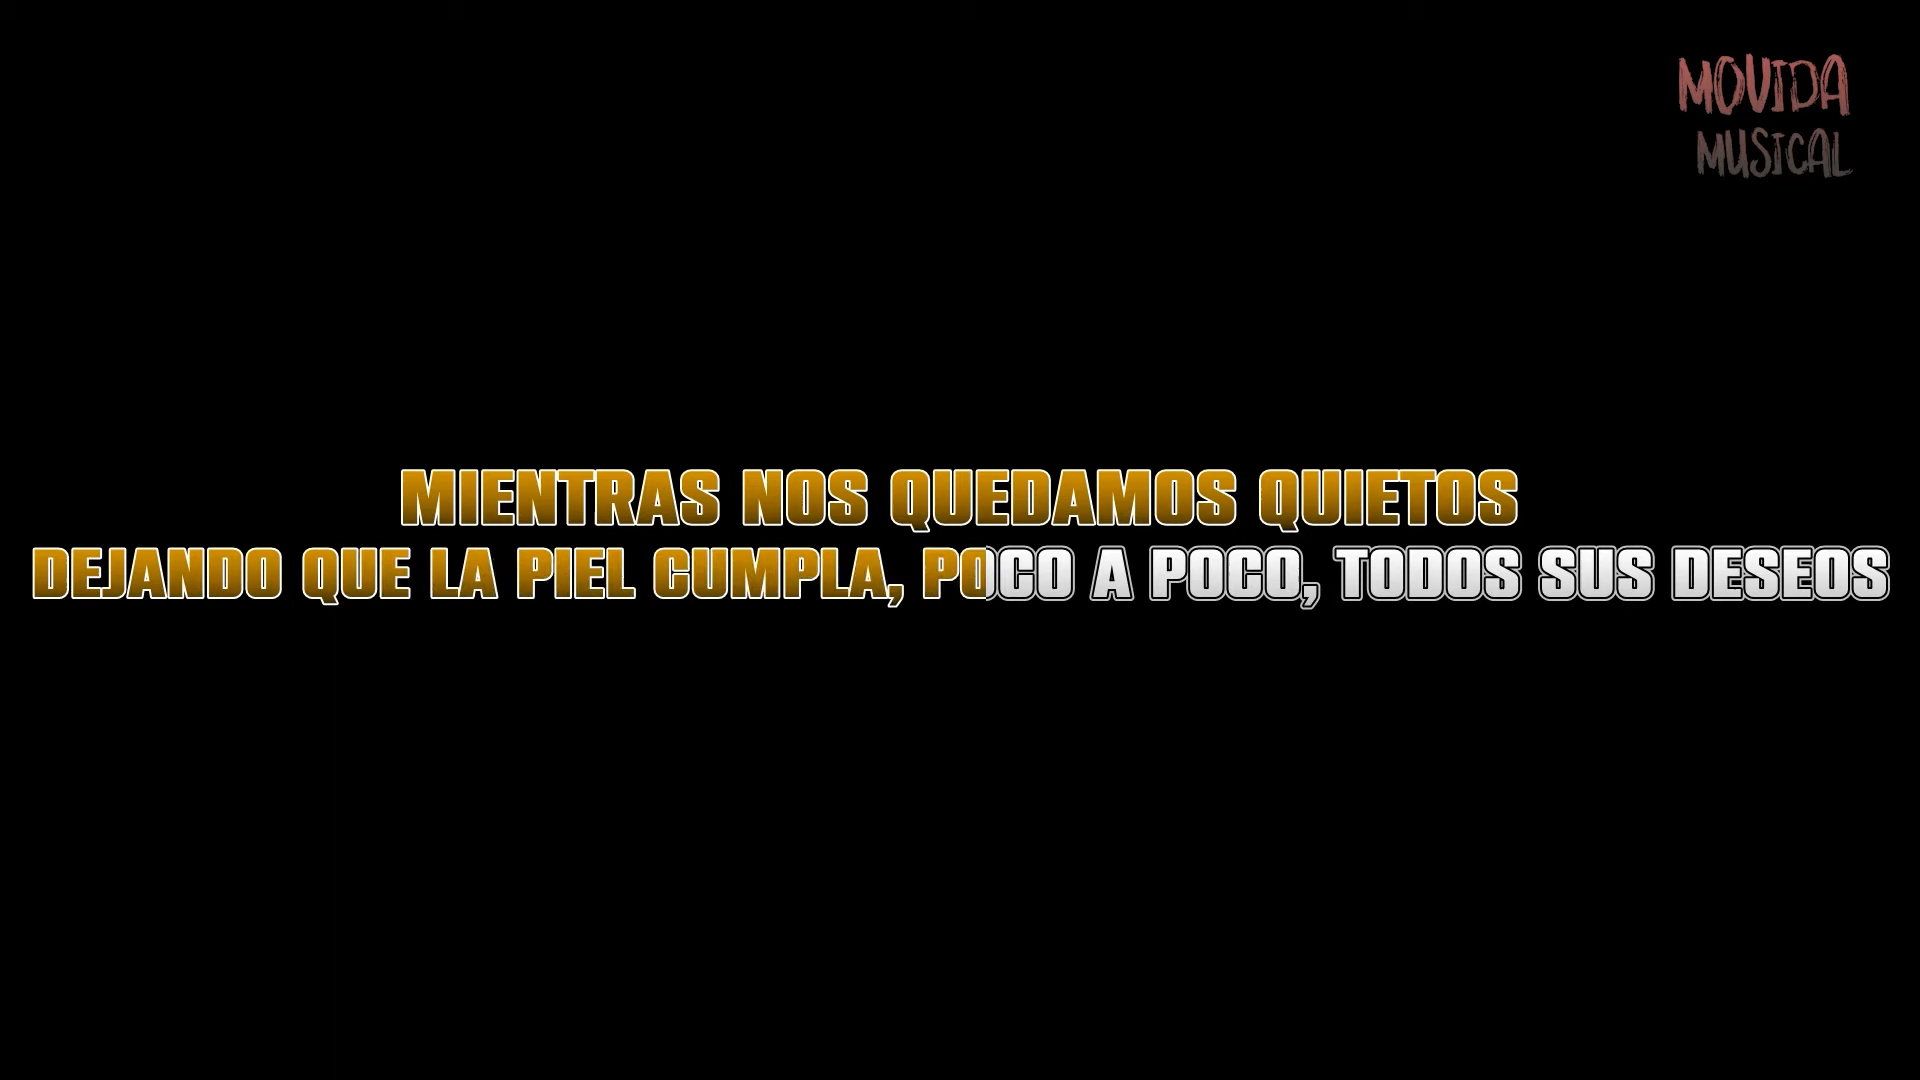 MOVIDA
MUSICAL
MIENTRAS NOS QUEDAMOS QUIETOS
DEJANDO QUE LA PIEL CUMPLA, POCO A POCO, TODOS SUS DESEOS